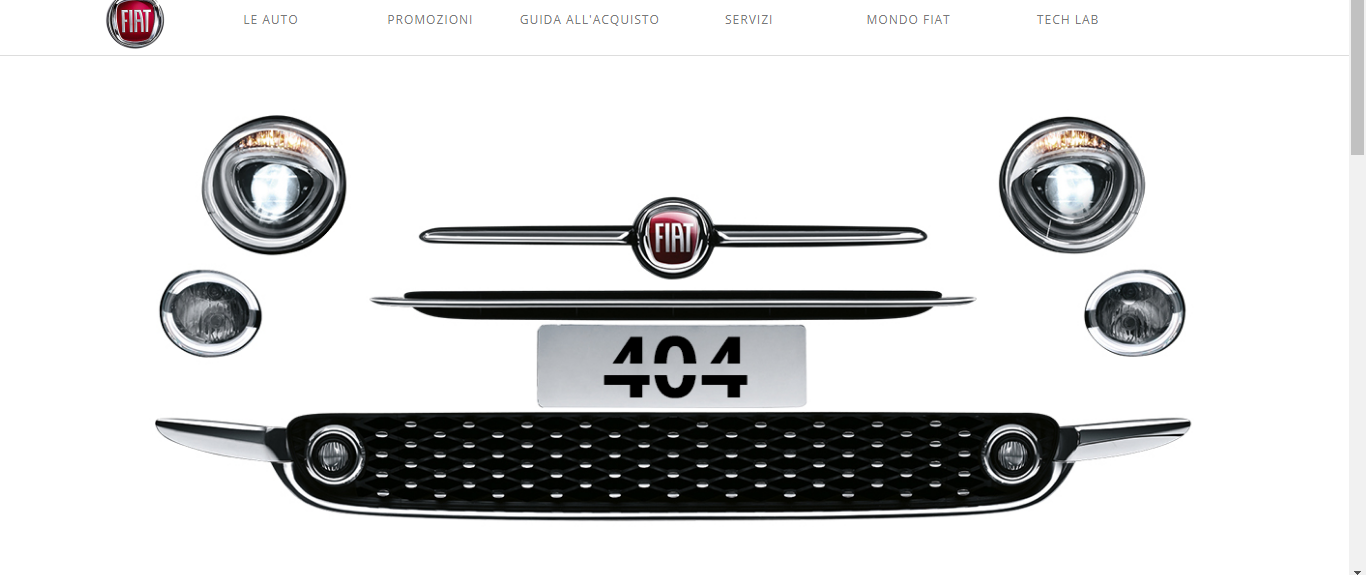 FIAT
LE AUTO
PROMOZIONI
GUIDA ALL'ACQUISTO
SERVIZI
MONDO FIAT
TECH LAB
FIAT
404